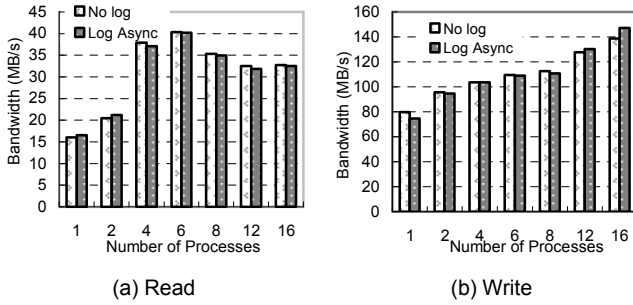 Bandwidth (MB/s)
45
40
35
30
25
20
15
10
5
0
No log
Log Async
1 2 4 6 8 12 16
Number of Processes
(a) Read
Bandwidth (MB/s)
160
140
120
100
80
60
40
20
0
No log
Log Async
1 2 4 6 8 12 16
Number of Processes
(b) Write